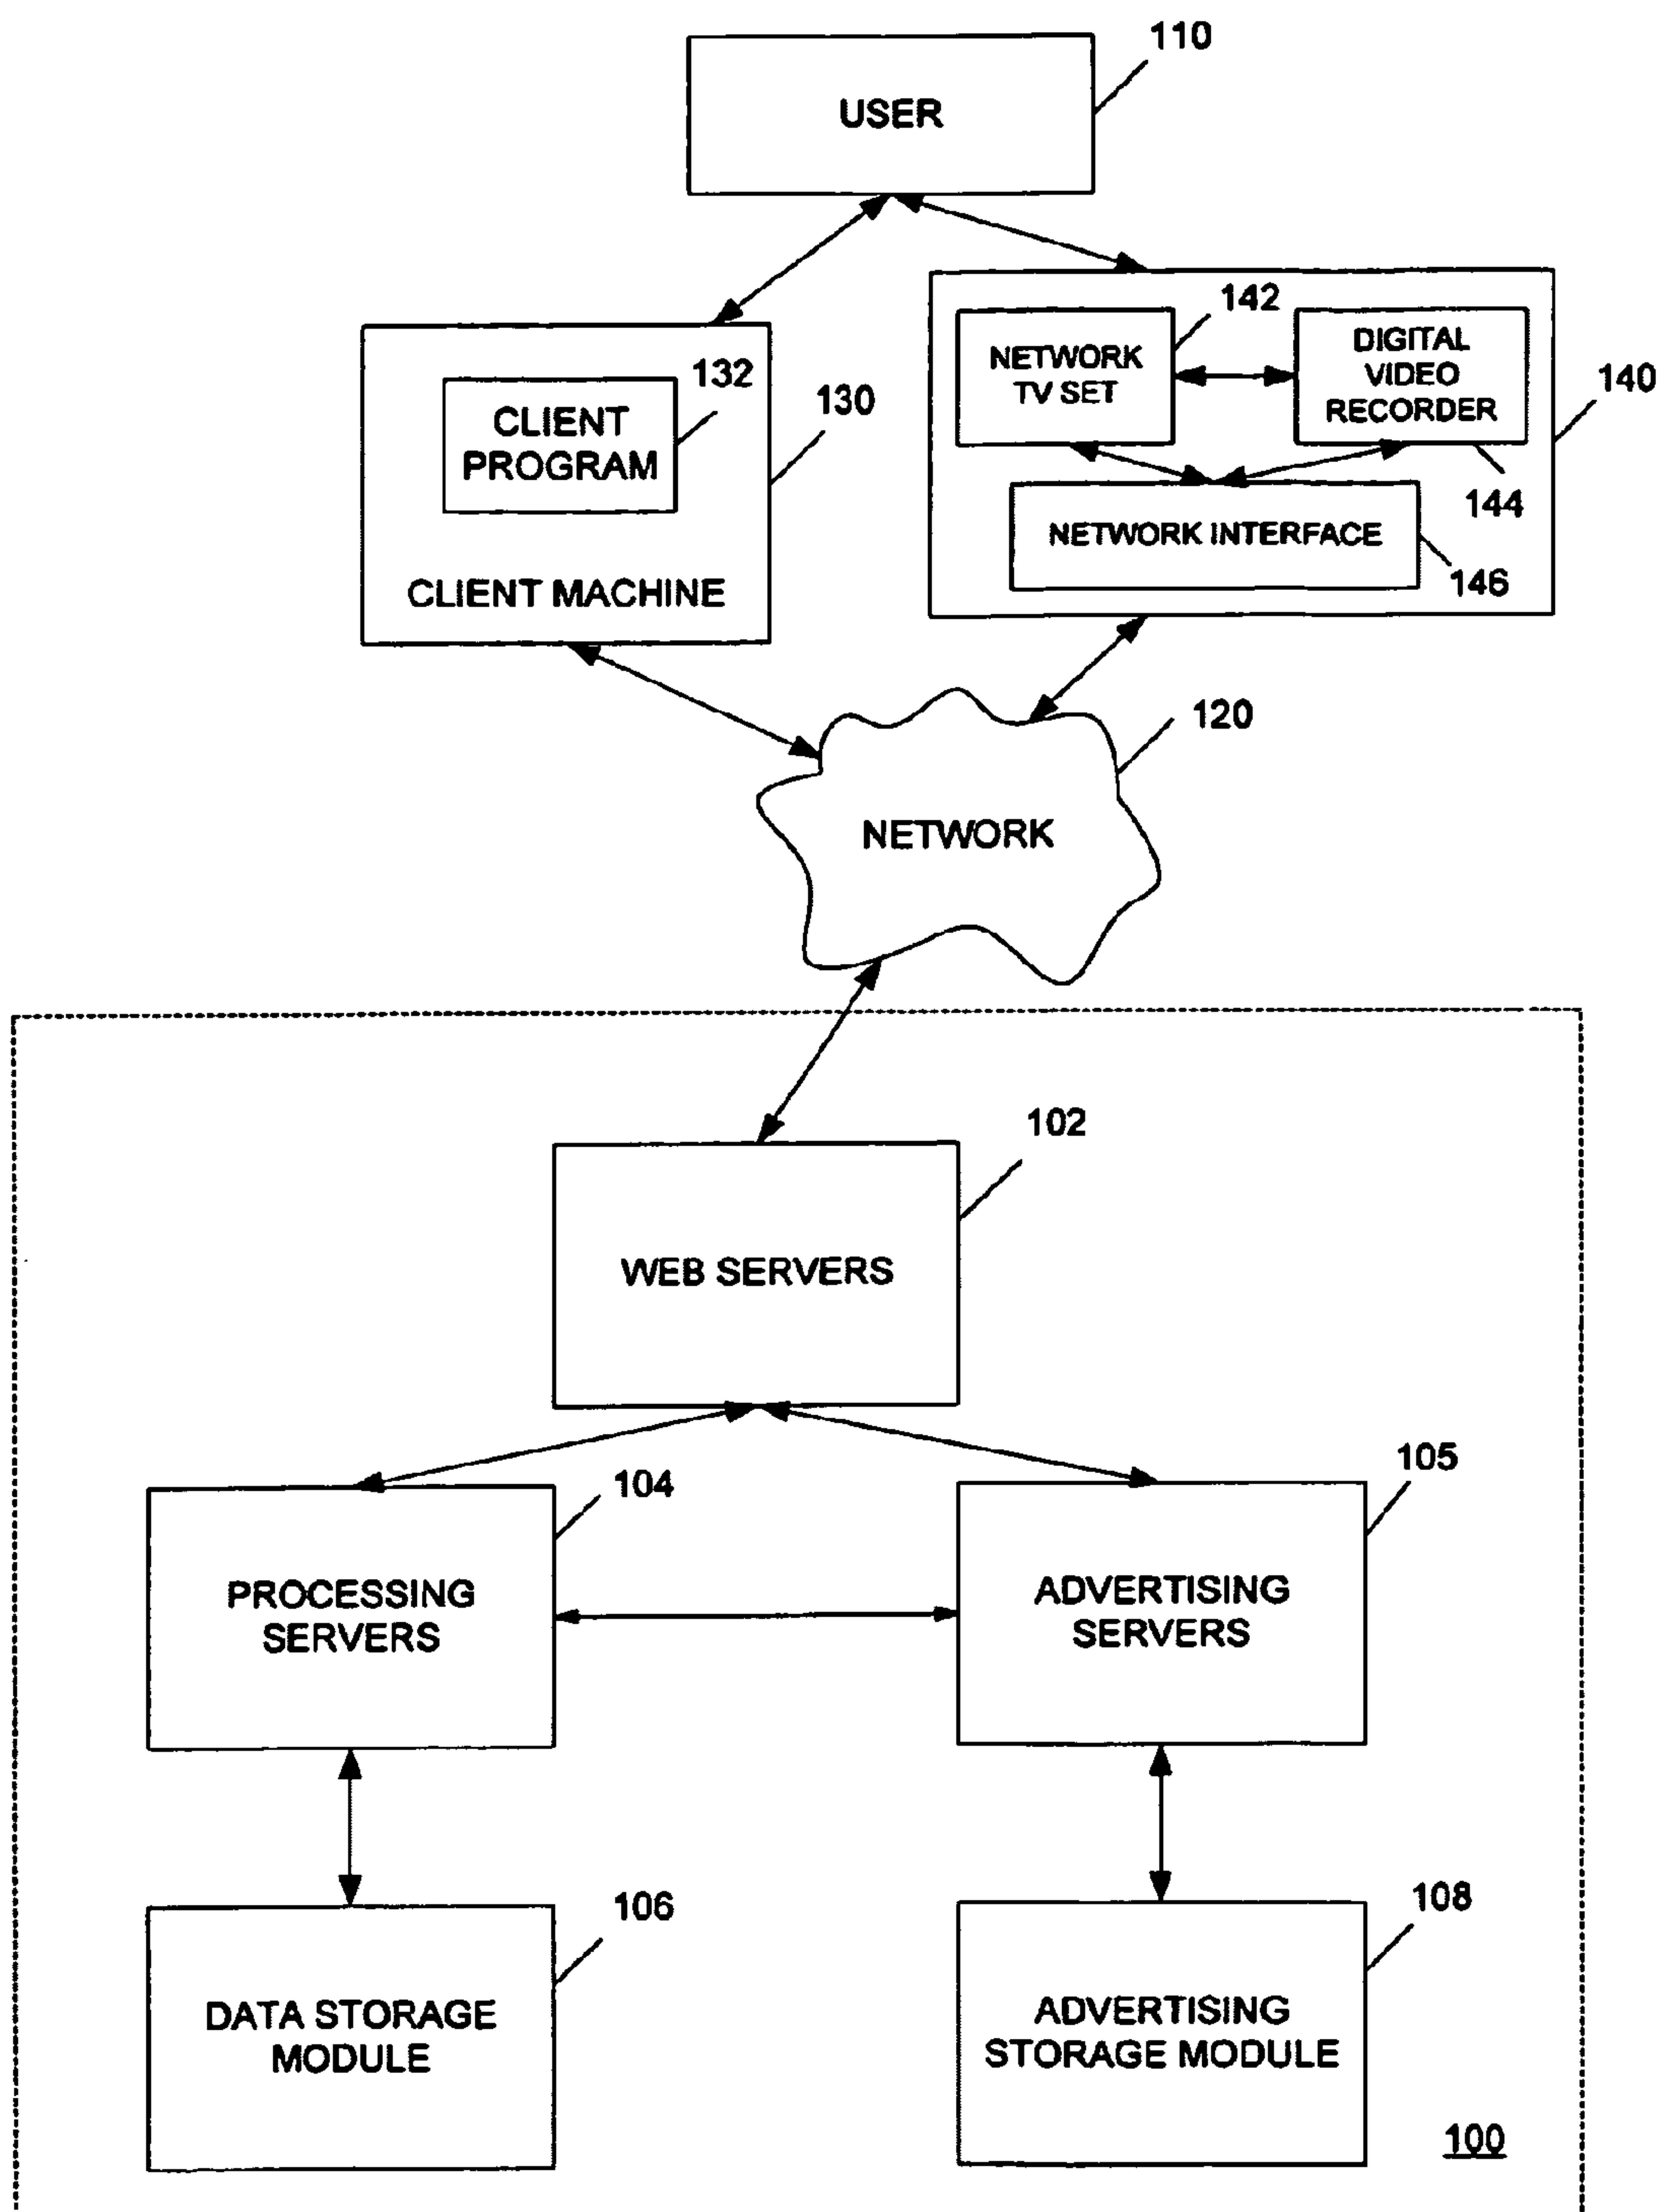 110
USER
142
NETWORK
TV SET
DIGITAL
VIDEO
RECORDER
140
132
CLIENT
PROGRAM
130
144
NETWORK INTERFACE
146
CLIENT MACHINE
120
NETWORK
102
WEB SERVERS
104
105
PROCESSING
SERVERS
ADVERTISING
SERVERS
106
108
DATA STORAGE
MODULE
ADVERTISING
STORAGE MODULE
100